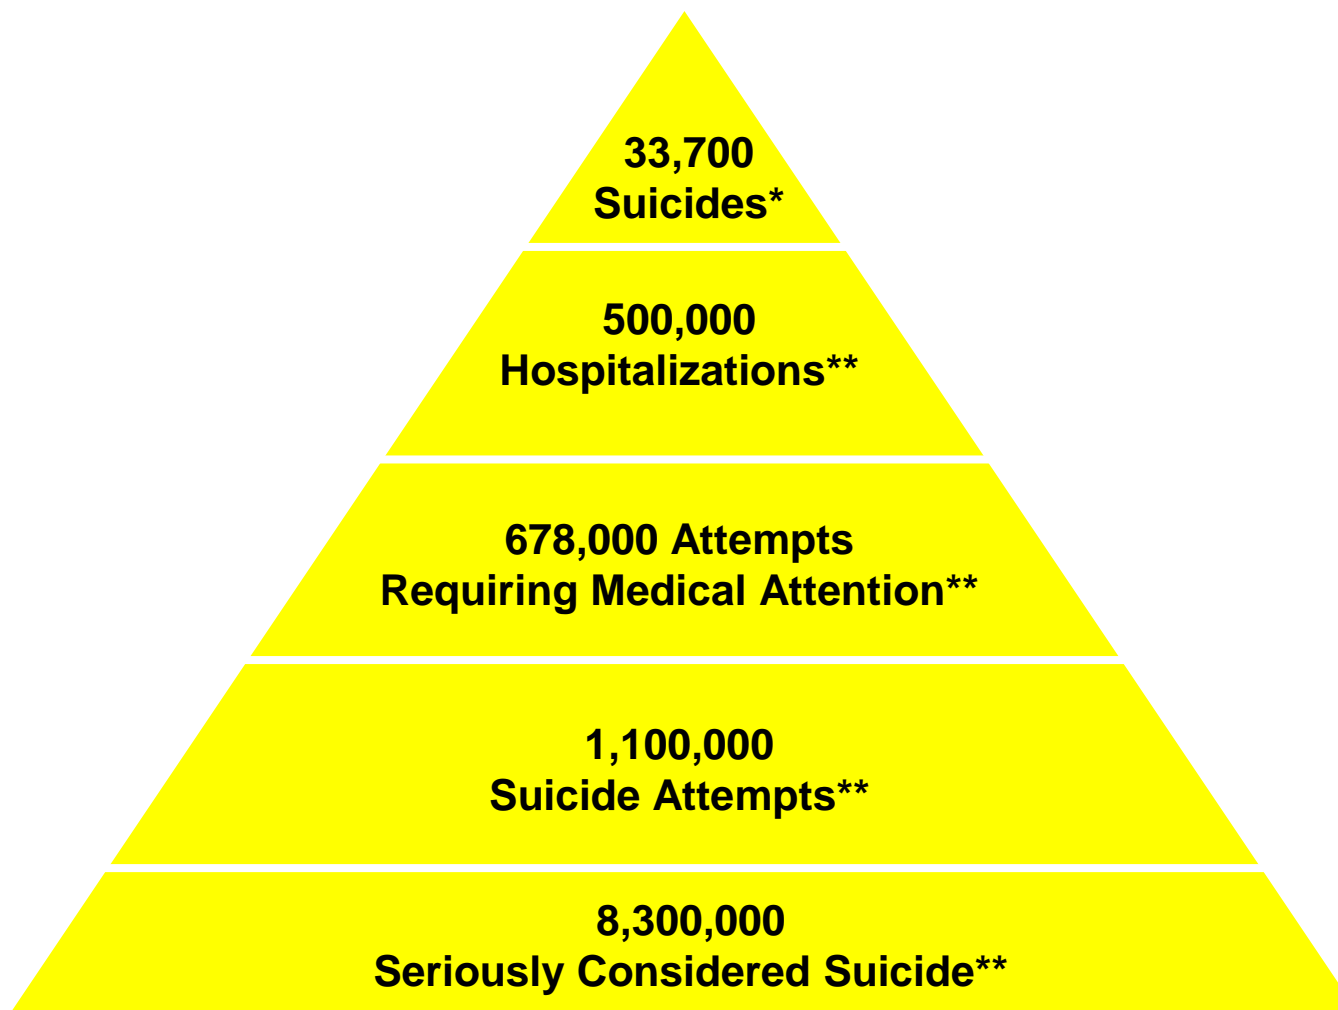 33,700
Suicides*
500,000
Hospitalizations**
678,000 Attempts
Requiring Medical Attention**
1,100,000
Suicide Attempts**
8,300,000
Seriously Considered Suicide**